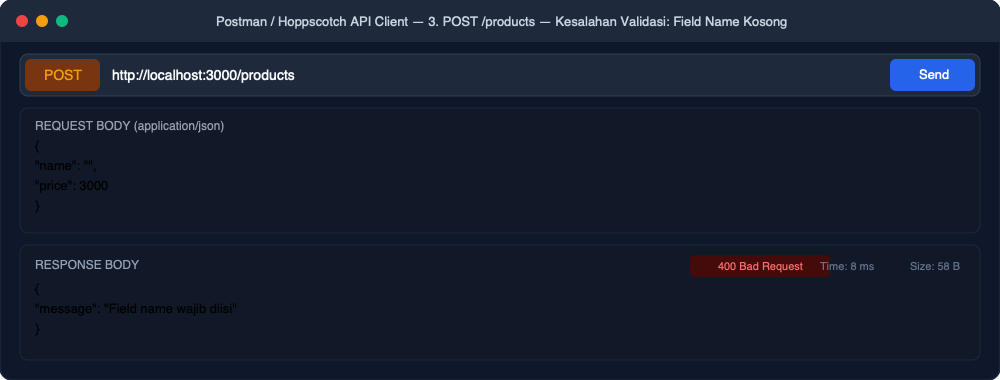 Postman / Hoppscotch API Client — 3. POST /products — Kesalahan Validasi: Field Name Kosong
POST http://localhost:3000/products Send
REQUEST BODY (application/json)
{
"name": "",
"price": 3000
}
RESPONSE BODY 400 Bad Request Time: 8 ms Size: 58 B
{
"message": "Field name wajib diisi"
}